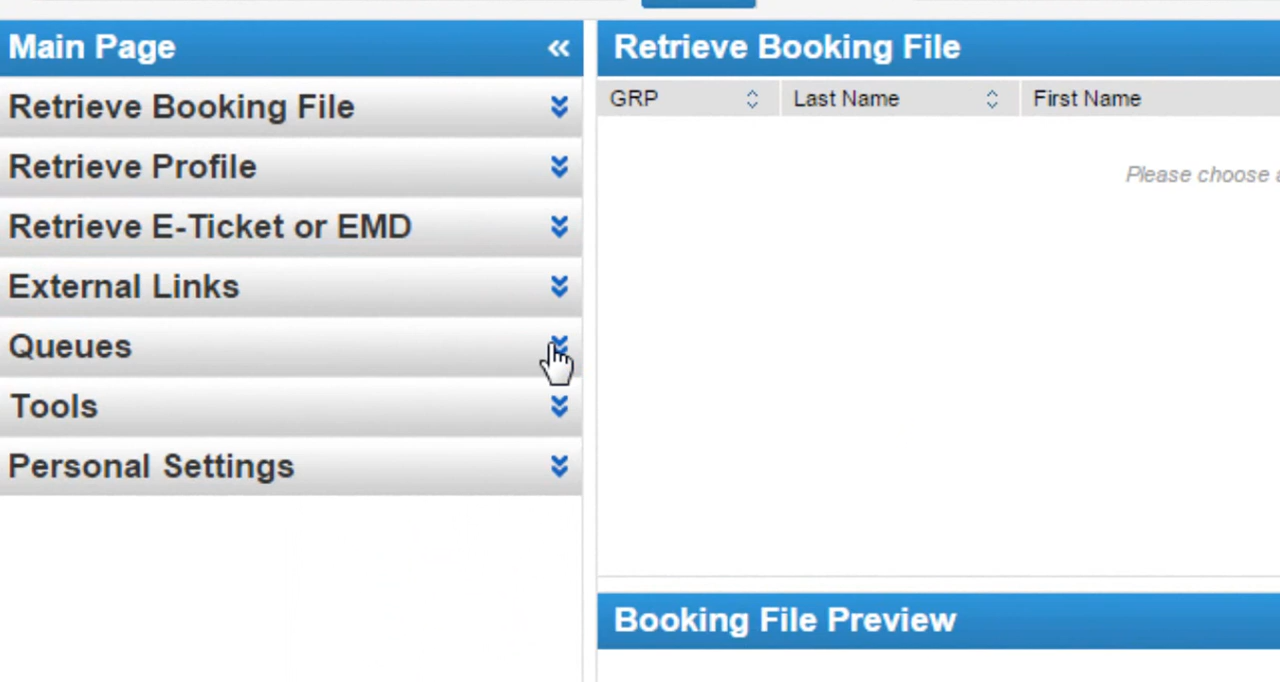 Main Page
Retrieve Booking File
Retrieve Profile
Retrieve E-Ticket or EMD
External Links
Queues
Tools
Personal Settings
Retrieve Booking File
GRP Last Name First Name
Please choose
Booking File Preview